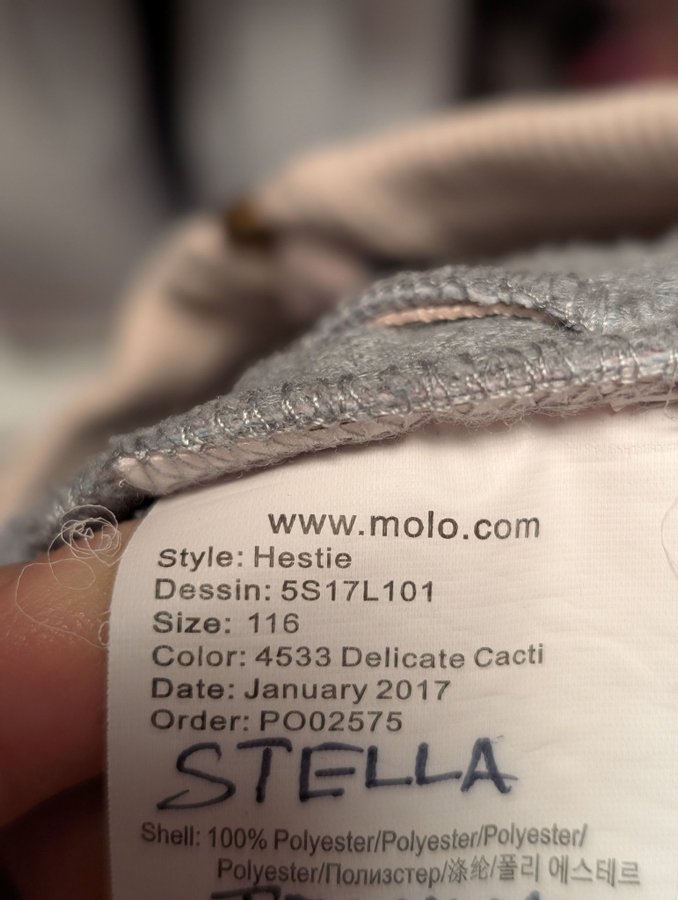 www.molo.com
Style: Hestie
Dessin: 5S17L101
Size: 116
Color: 4533 Delicate Cacti
Date: January 2017
Order: PO02575
STELLA
Shell: 100% Polyester/Polyester/Polyester/
Polyester/Полиэстер/涤纶/폴리 에스테르